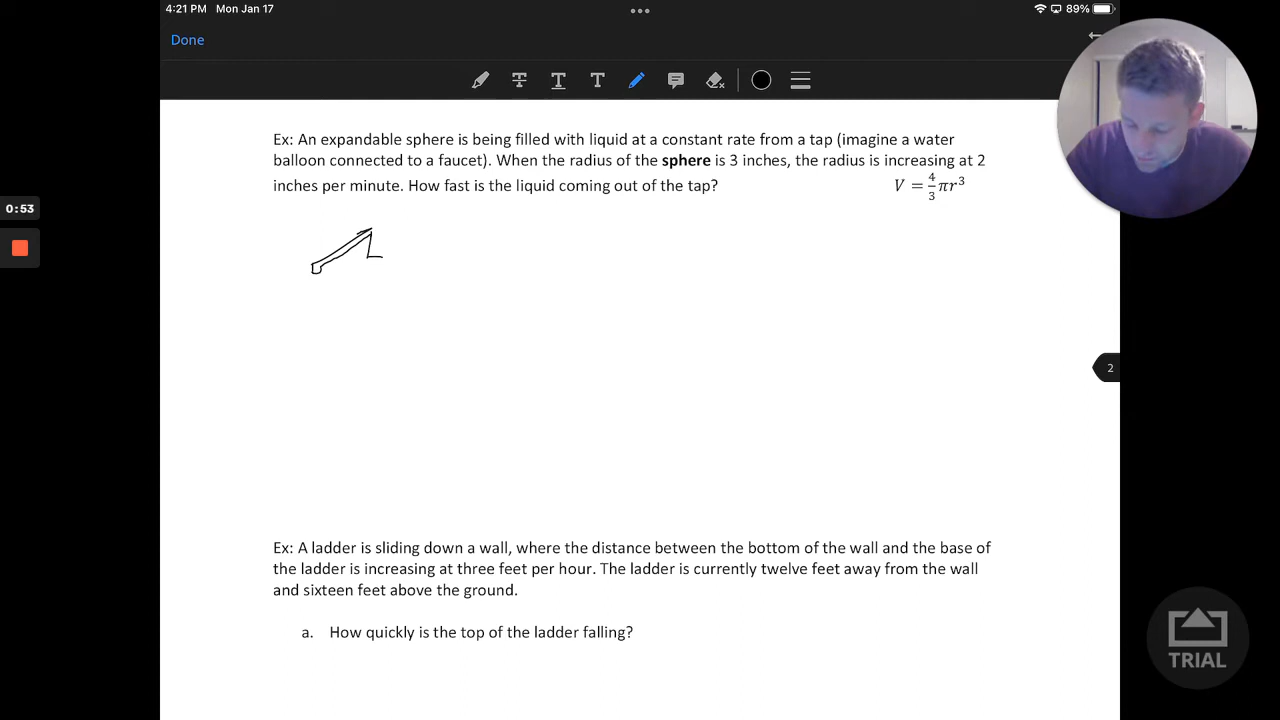 4:21 PM Mon Jan 17
89%
Done
T T T
0:53
Ex: An expandable sphere is being filled with liquid at a constant rate from a tap (imagine a water
balloon connected to a faucet). When the radius of the sphere is 3 inches, the radius is increasing at 2
inches per minute. How fast is the liquid coming out of the tap?
V = 4/3 πr³
2
Ex: A ladder is sliding down a wall, where the distance between the bottom of the wall and the base of
the ladder is increasing at three feet per hour. The ladder is currently twelve feet away from the wall
and sixteen feet above the ground.
a. How quickly is the top of the ladder falling?
TRIAL